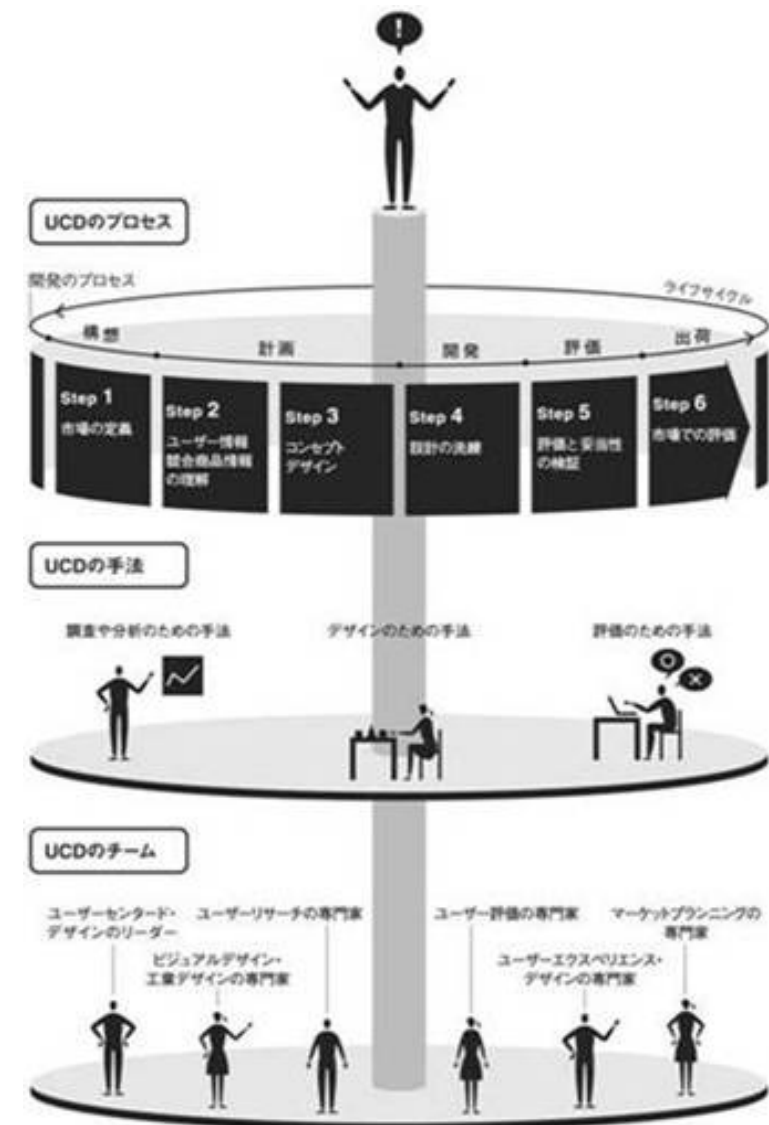 !
UCDのプロセス
開発のプロセス
ライフサイクル
構想
計画
開発
評価
出荷
Step 1
市場の定義
Step 2
ユーザー情報
競合商品情報
の理解
Step 3
コンセプト
デザイン
Step 4
設計の洗練
Step 5
評価と妥当性
の検証
Step 6
市場での評価
UCDの手法
調査や分析のための手法
デザインのための手法
評価のための手法
UCDのチーム
ユーザーセンタード・
デザインのリーダー
ビジュアルデザイン・
工業デザインの専門家
ユーザーリサーチの専門家
ユーザー評価の専門家
ユーザーエクスペリエンス・
デザインの専門家
マーケットプランニングの
専門家